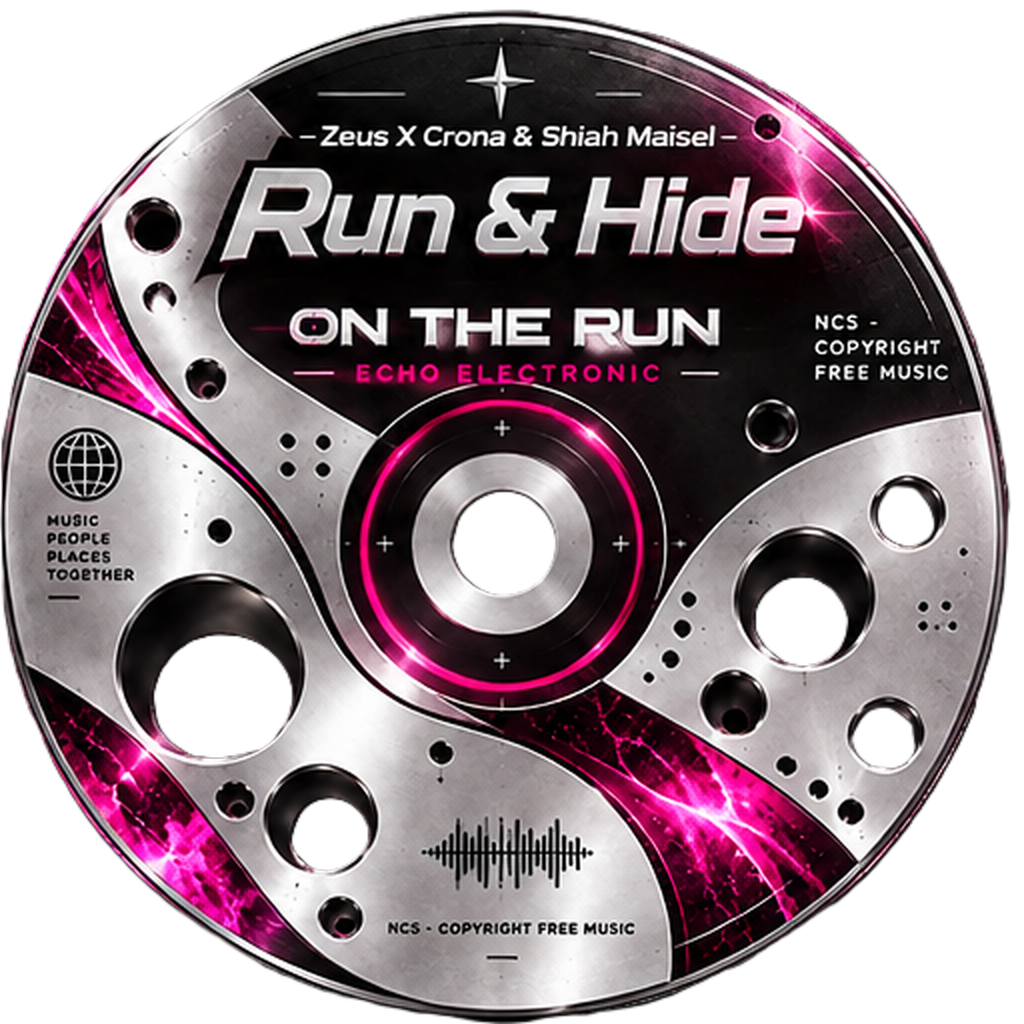 –Zeus X Crona & Shiah Maisel–
Run & Hide
ON THE RUN
ECHO ELECTRONIC
NCS -
COPYRIGHT
FREE MUSIC
MUSIC
PEOPLE
PLACES
TOGETHER
NCS - COPYRIGHT FREE MUSIC